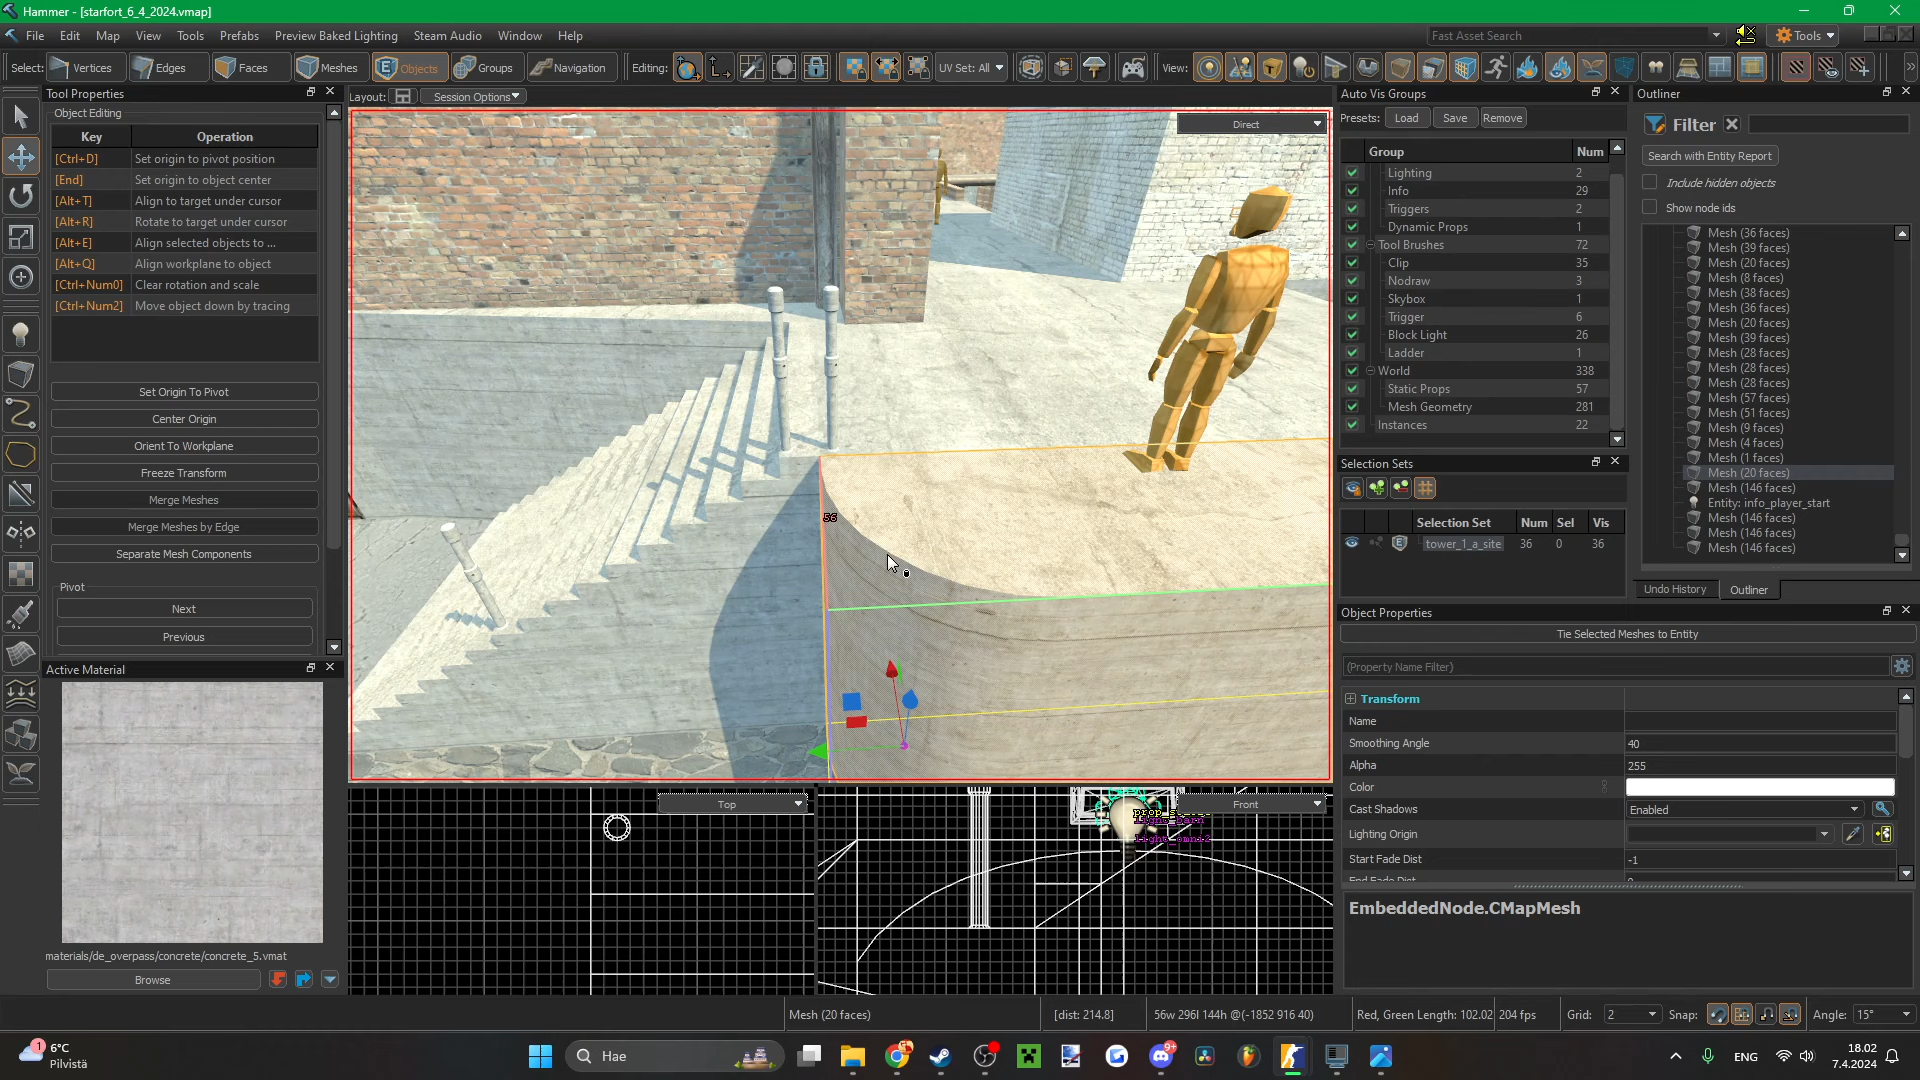 Hammer - [starfort_6_4_2024.vmap]
File Edit Map View Tools Prefabs Preview Baked Lighting Steam Audio Window Help
Fast Asset Search
Tools
Select: Vertices Edges Faces Meshes Objects Groups Navigation Editing: UV Set: All View:
Tool Properties
Object Editing
Key Operation
[Ctrl+D] Set origin to pivot position
[End] Set origin to object center
[Alt+T] Align to target under cursor
[Alt+R] Rotate to target under cursor
[Alt+E] Align selected objects to ...
[Alt+Q] Align workplane to object
[Ctrl+Num0] Clear rotation and scale
[Ctrl+Num2] Move object down by tracing
Set Origin To Pivot
Center Origin
Orient To Workplane
Freeze Transform
Merge Meshes
Merge Meshes by Edge
Separate Mesh Components
Pivot
Next
Previous
Active Material
materials/de_overpass/concrete/concrete_5.vmat
Browse
Layout: Session Options
Direct
56
Top
Front
light_omni2
Auto Vis Groups
Presets: Load Save Remove
Group Num
Lighting 2
Info 29
Triggers 2
Dynamic Props 1
Tool Brushes 72
Clip 35
Nodraw 3
Skybox 1
Trigger 6
Block Light 26
Ladder 1
World 338
Static Props 57
Mesh Geometry 281
Instances 22
Selection Sets
Selection Set Num Sel Vis
tower_1_a_site 36 0 36
Outliner
Filter
Search with Entity Report
Include hidden objects
Show node ids
Mesh (36 faces)
Mesh (39 faces)
Mesh (20 faces)
Mesh (8 faces)
Mesh (38 faces)
Mesh (36 faces)
Mesh (20 faces)
Mesh (39 faces)
Mesh (28 faces)
Mesh (28 faces)
Mesh (28 faces)
Mesh (57 faces)
Mesh (51 faces)
Mesh (9 faces)
Mesh (4 faces)
Mesh (1 faces)
Mesh (20 faces)
Mesh (146 faces)
Entity: info_player_start
Mesh (146 faces)
Mesh (146 faces)
Mesh (146 faces)
Undo History Outliner
Object Properties
Tie Selected Meshes to Entity
(Property Name Filter)
Transform
Name
Smoothing Angle 40
Alpha 255
Color
Cast Shadows Enabled
Lighting Origin
Start Fade Dist -1
End Fade Dist
EmbeddedNode.CMapMesh
Mesh (20 faces) [dist: 214.8] 56w 296l 144h @(-1852 916 40) Red, Green Length: 102.02 204 fps Grid: 2 Snap: Angle: 15°
1
6°C
Pilvistä
Hae
9+
ENG
18.02
7.4.2024